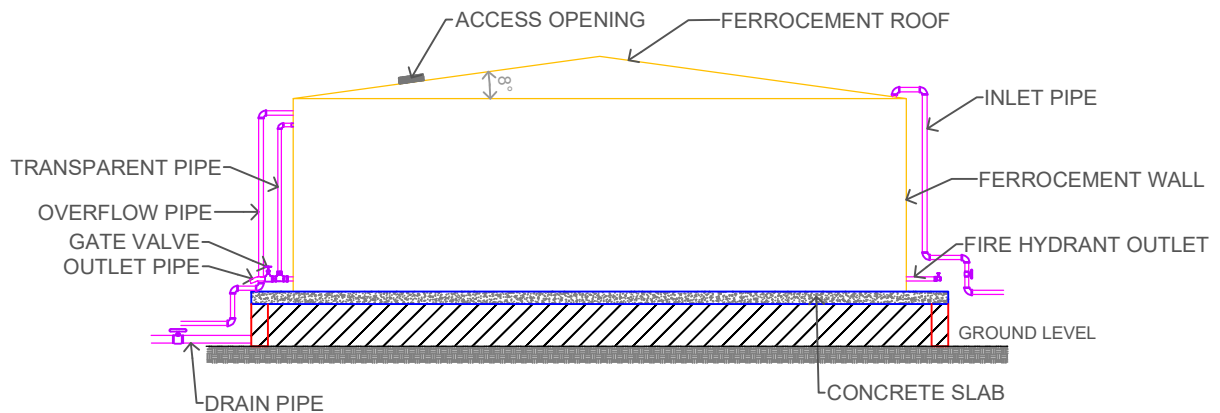 ACCESS OPENING
FERROCEMENT ROOF
8°
INLET PIPE
TRANSPARENT PIPE
FERROCEMENT WALL
OVERFLOW PIPE
GATE VALVE
FIRE HYDRANT OUTLET
OUTLET PIPE
GROUND LEVEL
CONCRETE SLAB
DRAIN PIPE